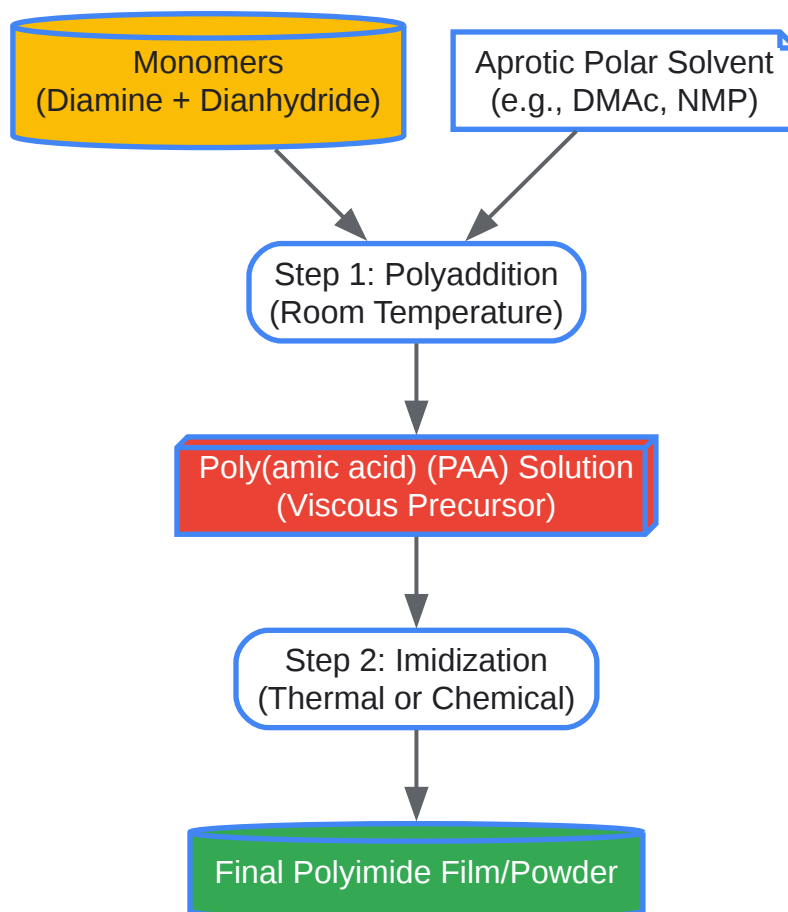 Monomers
(Diamine + Dianhydride)
Aprotic Polar Solvent
(e.g., DMAc, NMP)
Step 1: Polyaddition
(Room Temperature)
Poly(amic acid) (PAA) Solution
(Viscous Precursor)
Step 2: Imidization
(Thermal or Chemical)
Final Polyimide Film/Powder